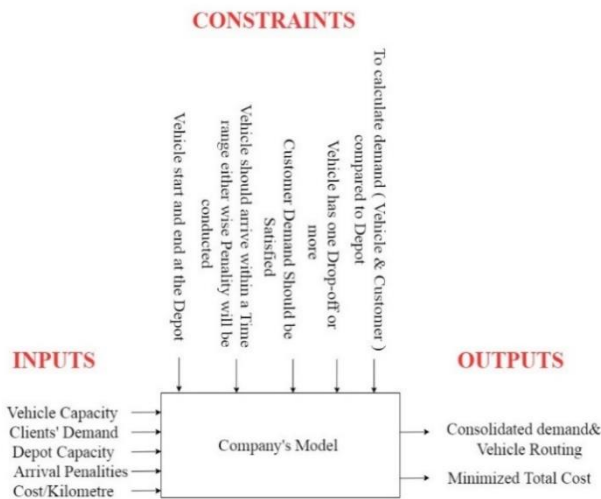 CONSTRAINTS
Vehicle start and end at the Depot
Vehicle should arrive within a Time
range either wise Penality will be
conducted
Customer Demand Should be
Satisfied
Vehicle has one Drop-off or
more
To calculate demand ( Vehicle & Customer )
compared to Depot
INPUTS
Vehicle Capacity
Clients' Demand
Depot Capacity
Arrival Penalities
Cost/Kilometre
Company's Model
OUTPUTS
Consolidated demand&
Vehicle Routing
Minimized Total Cost